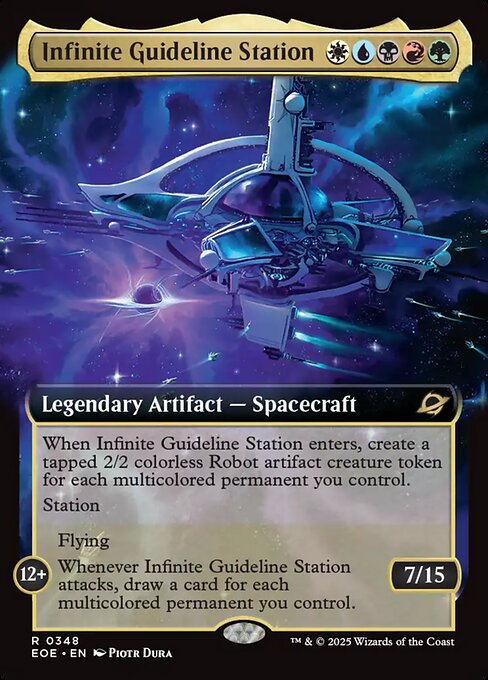 Infinite Guideline Station
Legendary Artifact — Spacecraft
When Infinite Guideline Station enters, create a
tapped 2/2 colorless Robot artifact creature token
for each multicolored permanent you control.
Station
Flying
12+
Whenever Infinite Guideline Station
attacks, draw a card for each
multicolored permanent you control.
7/15
R 0348
EOE • EN Piotr Dura
™ & © 2025 Wizards of the Coast